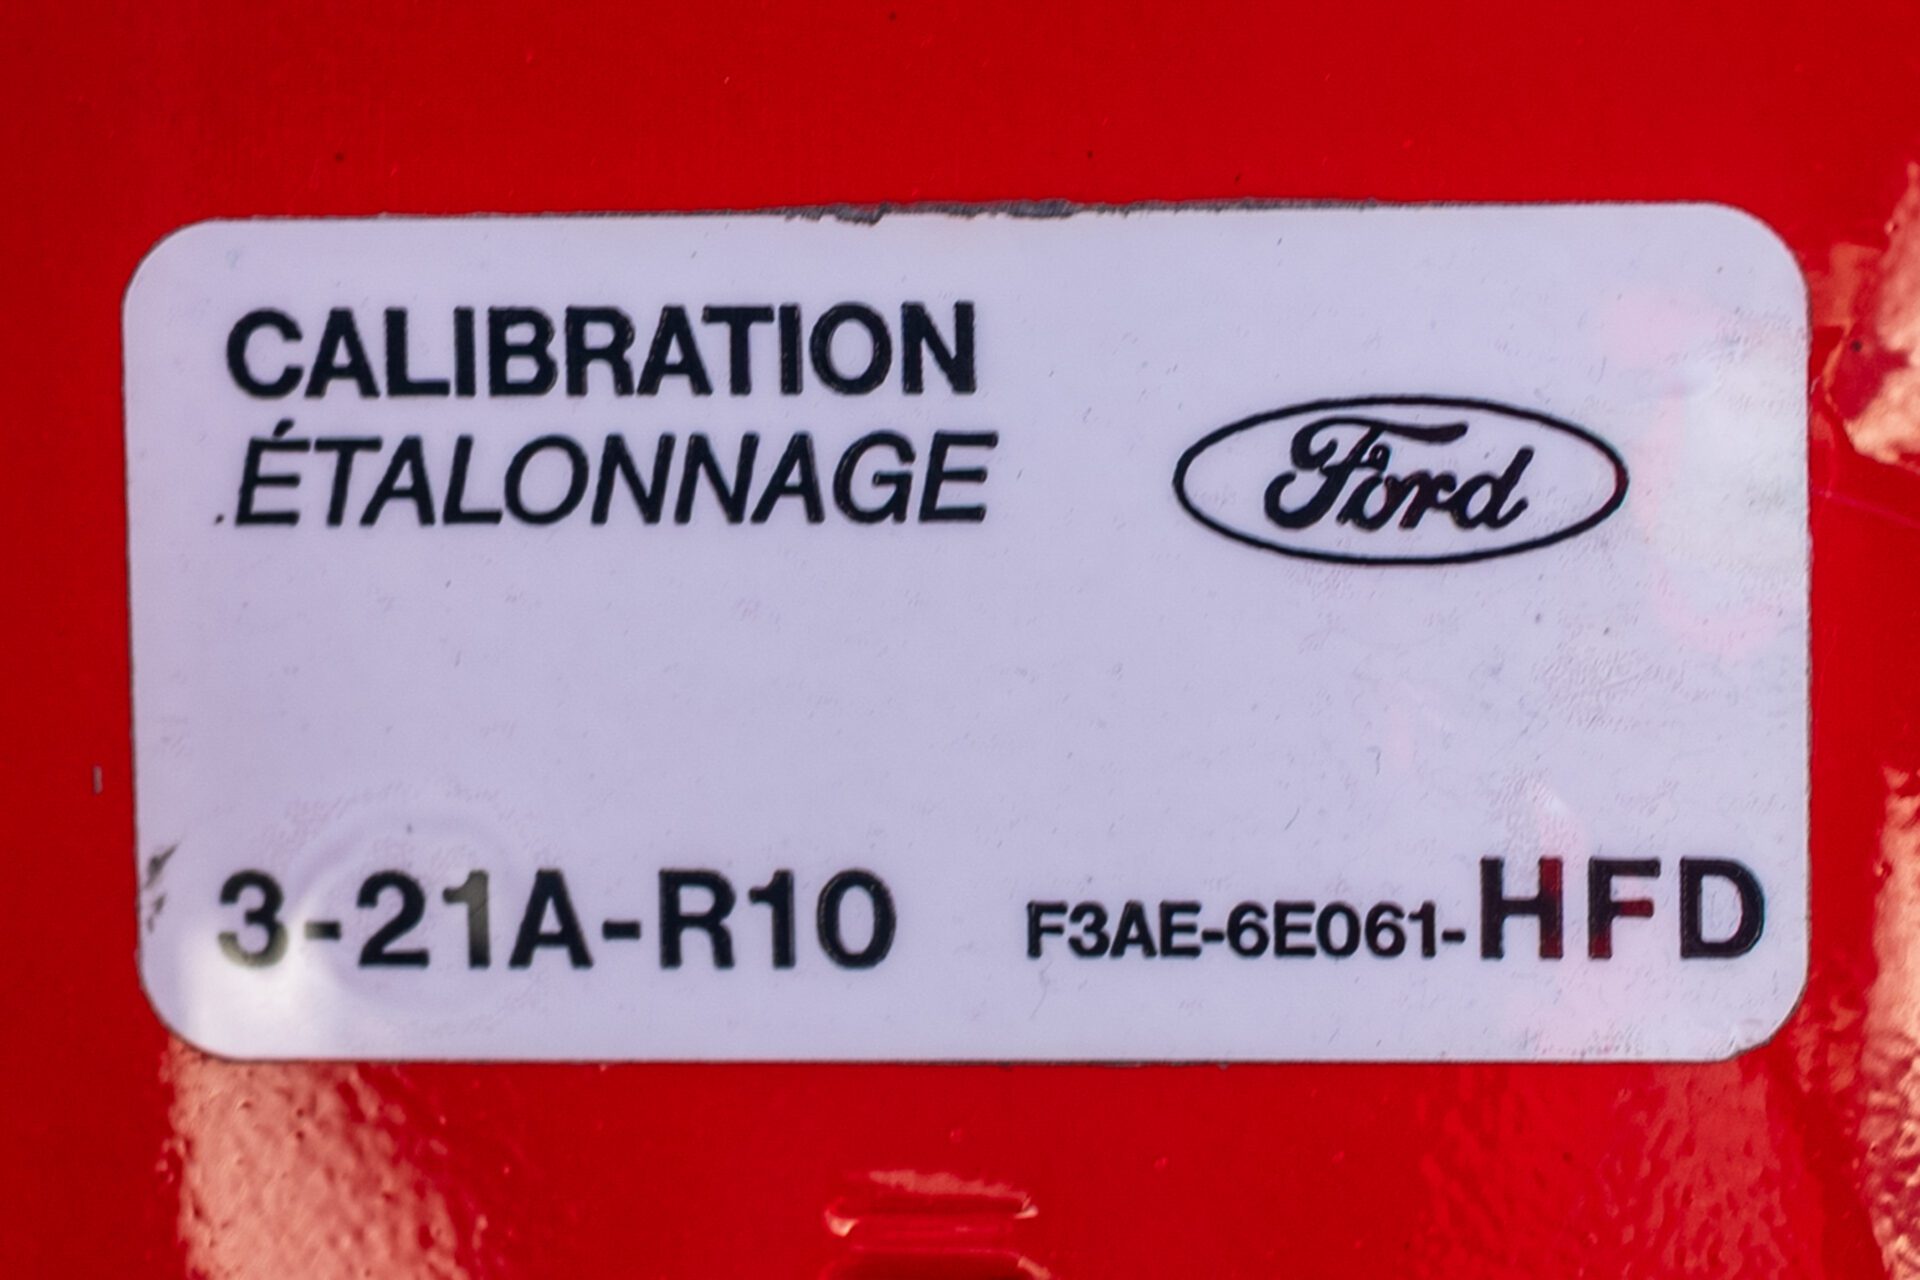 CALIBRATION
ÉTALONNAGE
Ford
3-21A-R10 F3AE-6E061-HFD